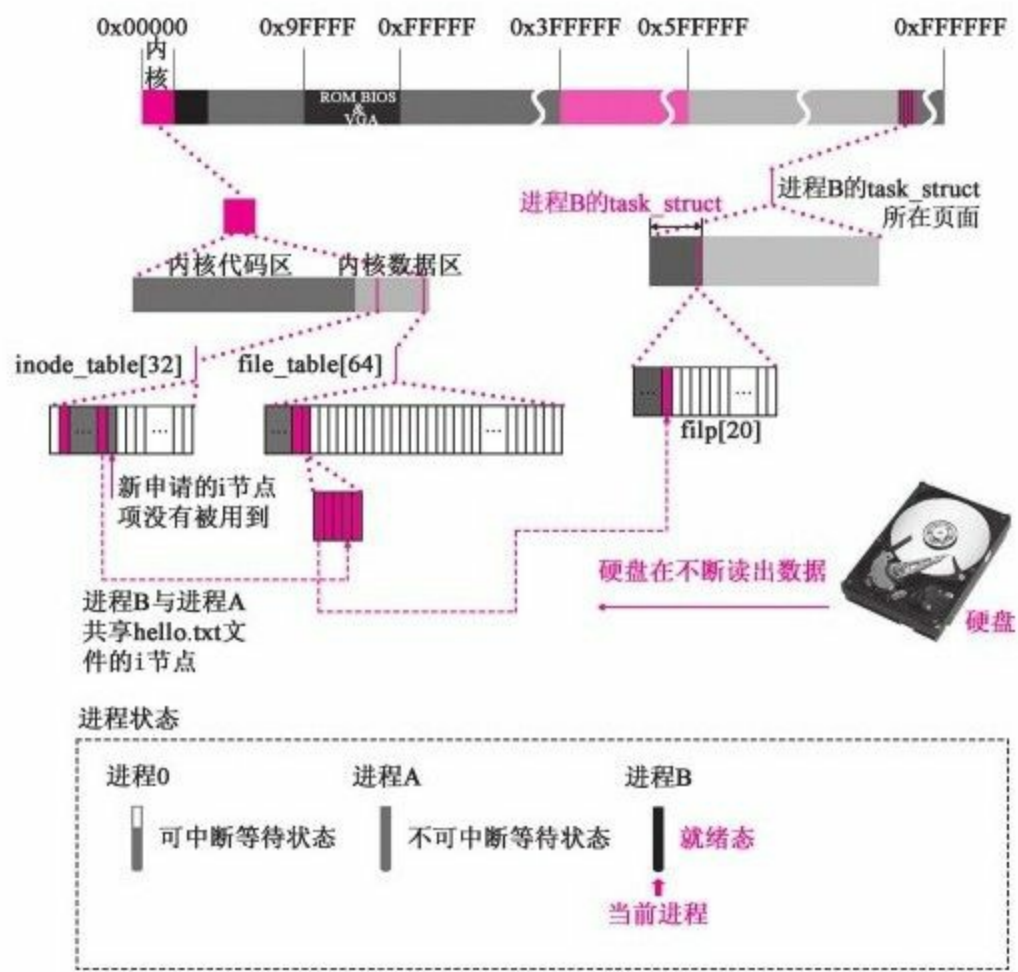 0x00000 0x9FFFF 0xFFFFF 0x3FFFFF 0x5FFFFF 0xFFFFFF
内
核
ROM BIOS
&
VGA
进程B的task_struct
进程B的task_struct
所在页面
内核代码区 内核数据区
inode_table[32] file_table[64]
... ... ... ... ... ...
filp[20]
新申请的i节点
项没有被用到
硬盘在不断读出数据
硬盘
进程B与进程A
共享hello.txt文
件的i节点
进程状态
进程0 进程A 进程B
可中断等待状态 不可中断等待状态 就绪态
当前进程